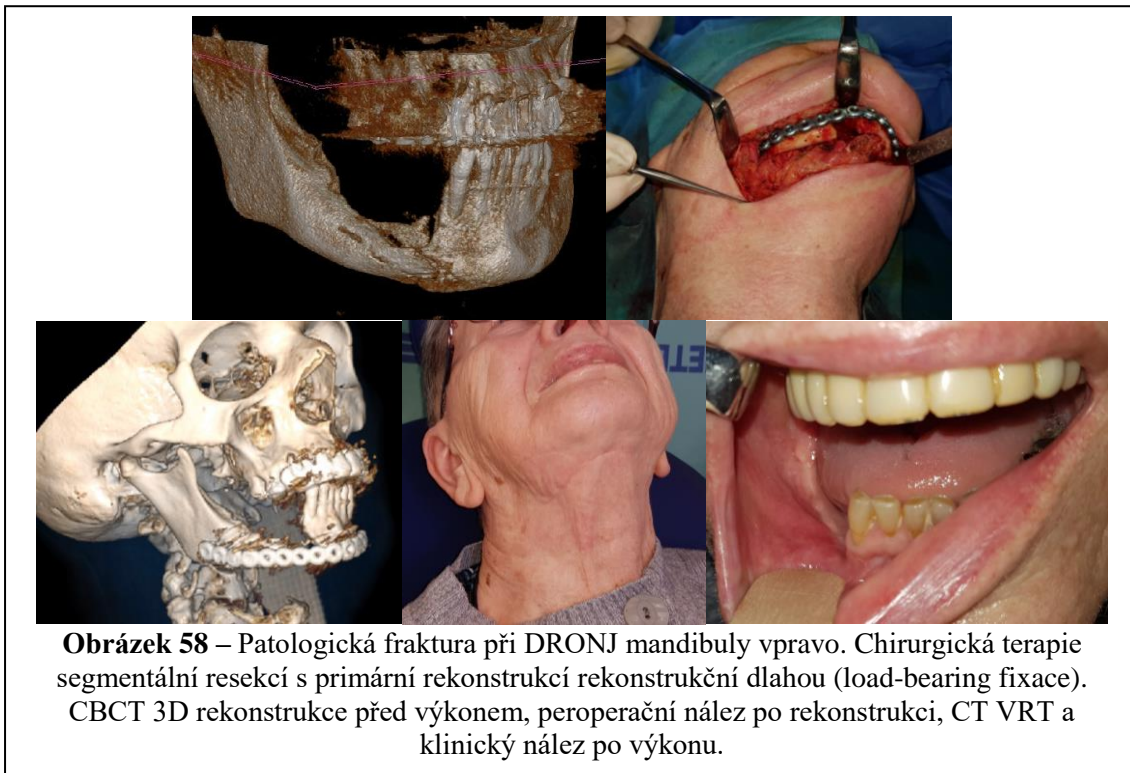 Obrázek 58 – Patologická fraktura při DRONJ mandibuly vpravo. Chirurgická terapie
segmentální resekcí s primární rekonstrukcí rekonstrukční dlahou (load-bearing fixace).
CBCT 3D rekonstrukce před výkonem, peroperační nález po rekonstrukci, CT VRT a
klinický nález po výkonu.